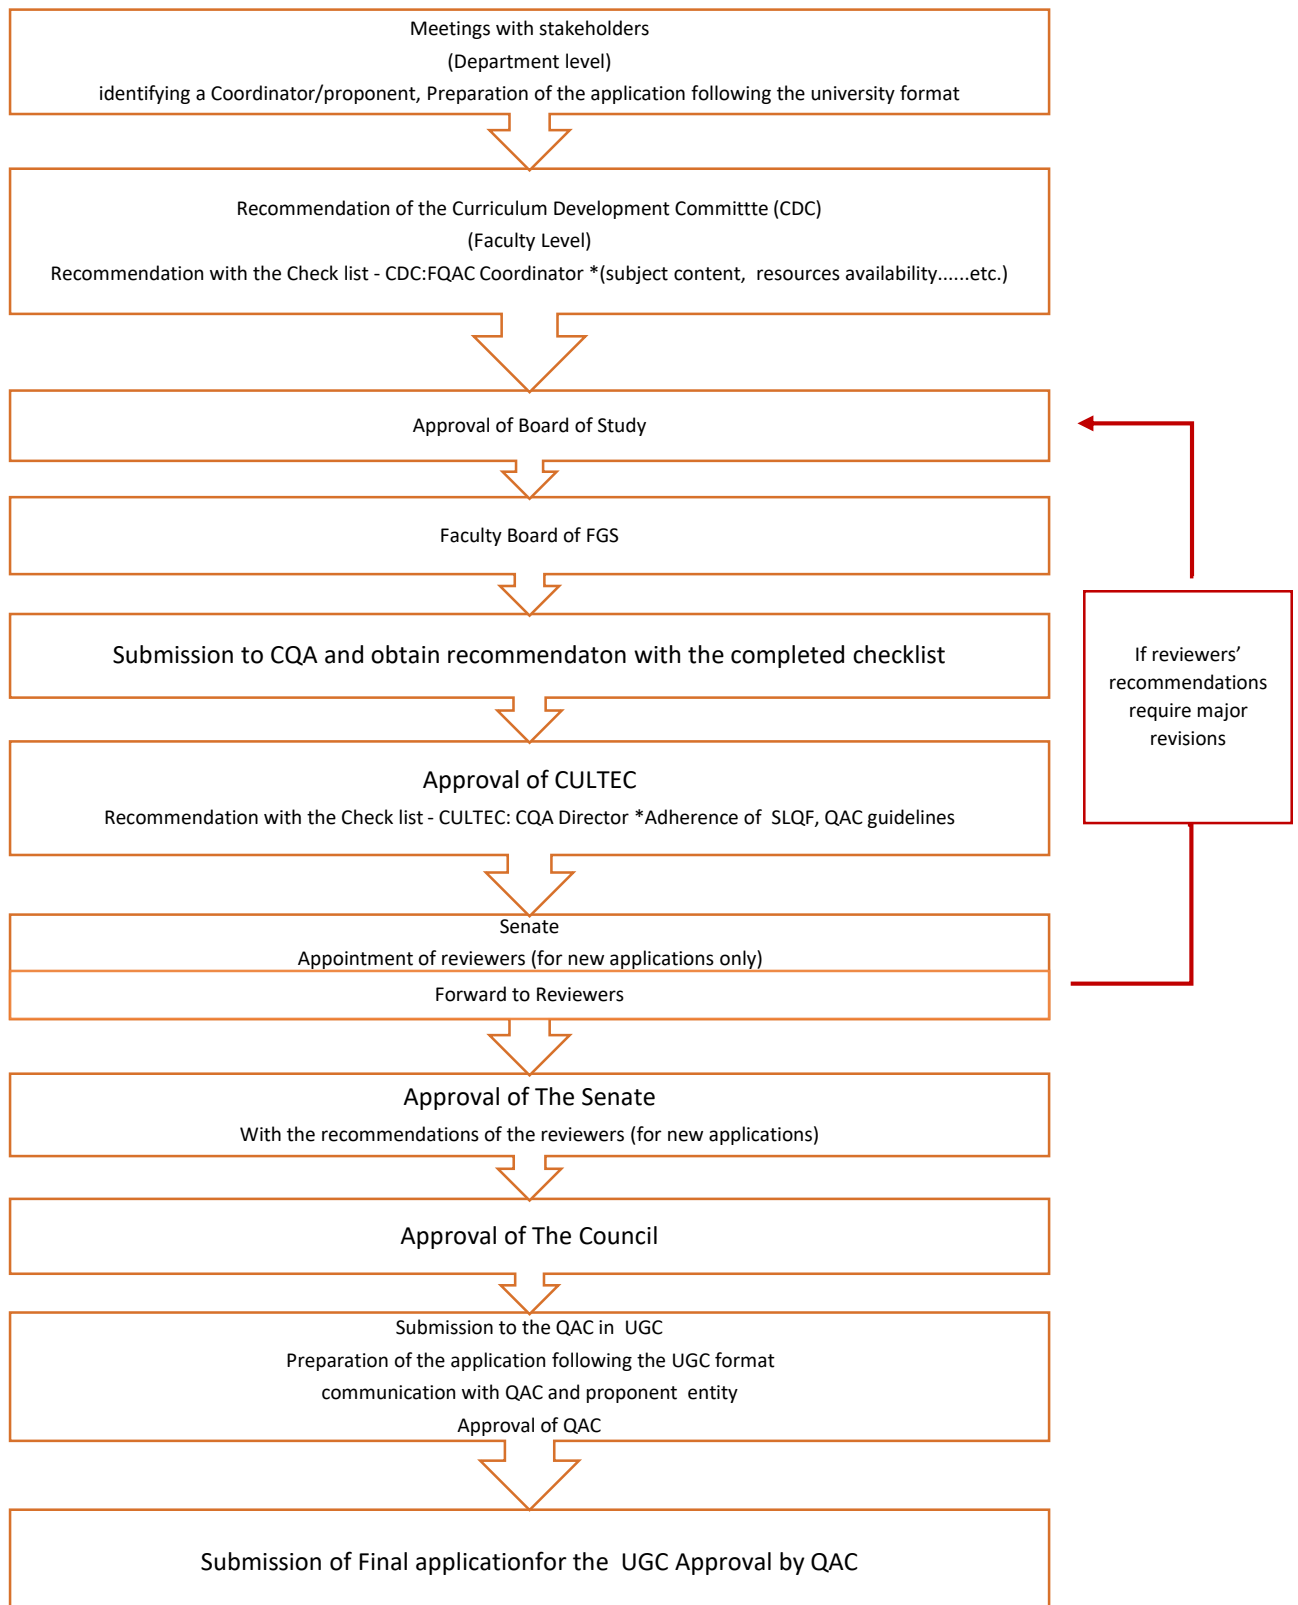 Meetings with stakeholders
(Department level)
identifying a Coordinator/proponent, Preparation of the application following the university format
Recommendation of the Curriculum Development Committte (CDC)
(Faculty Level)
Recommendation with the Check list - CDC:FQAC Coordinator *(subject content, resources availability......etc.)
Approval of Board of Study
Faculty Board of FGS
Submission to CQA and obtain recommendaton with the completed checklist
If reviewers’
recommendations
require major
revisions
Approval of CULTEC
Recommendation with the Check list - CULTEC: CQA Director *Adherence of SLQF, QAC guidelines
Senate
Appointment of reviewers (for new applications only)
Forward to Reviewers
Approval of The Senate
With the recommendations of the reviewers (for new applications)
Approval of The Council
Submission to the QAC in UGC
Preparation of the application following the UGC format
communication with QAC and proponent entity
Approval of QAC
Submission of Final applicationfor the UGC Approval by QAC